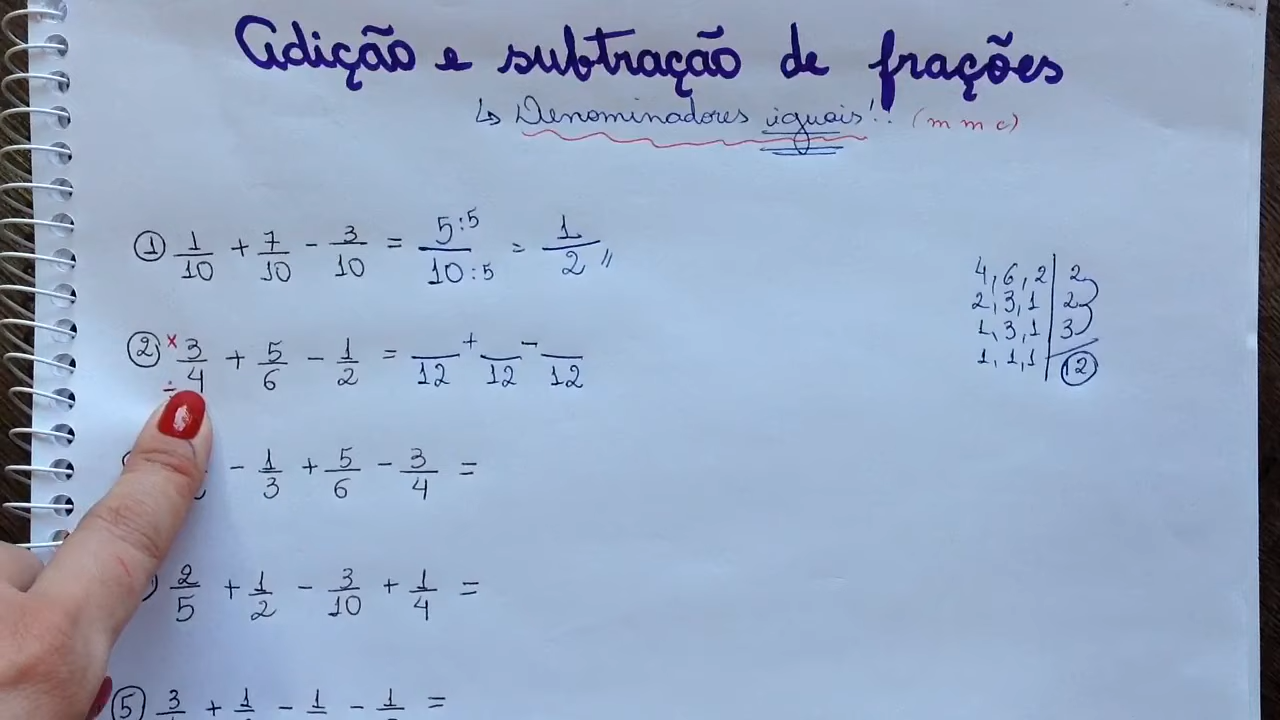 Adição e subtração de frações
↳ Denominadores iguais!! (m m c)
① 1/10 + 7/10 - 3/10 = 5:5/10:5 = 1/2 //
② × ÷ 3/4 + 5/6 - 1/2 = __/12 + __/12 - __/12
- 1/3 + 5/6 - 3/4 =
2/5 + 1/2 - 3/10 + 1/4 =
⑤ 3/ + 1/ - 1/ - 1/ =
4, 6, 2 | 2
2, 3, 1 | 2
1, 3, 1 | 3
1, 1, 1 | 12